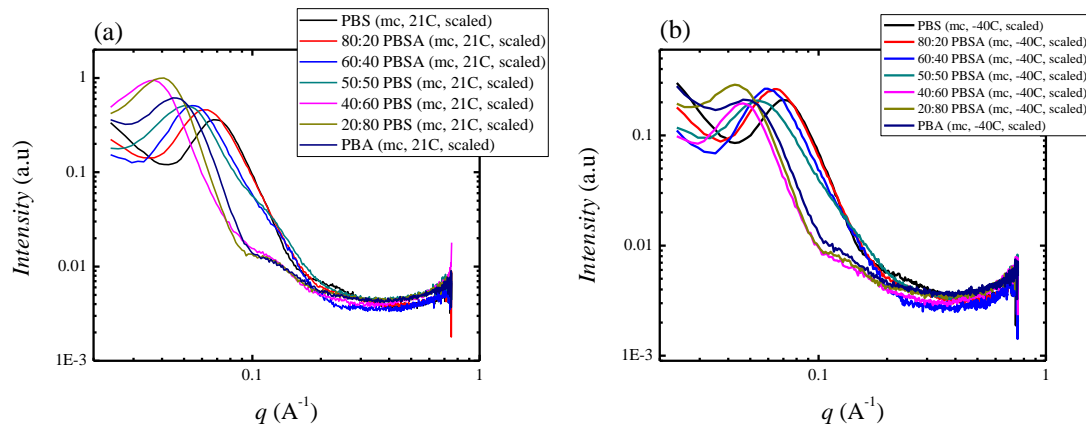 (a)
PBS (mc, 21C, scaled)
80:20 PBSA (mc, 21C, scaled)
60:40 PBSA (mc, 21C, scaled)
50:50 PBS (mc, 21C, scaled)
40:60 PBS (mc, 21C, scaled)
20:80 PBS (mc, 21C, scaled)
PBA (mc, 21C, scaled)
Intensity (a.u)
1
0.1
0.01
1E-3
0.1
1
q (A-1)
(b)
PBS (mc, -40C, scaled)
80:20 PBSA (mc, -40C, scaled)
60:40 PBSA (mc, -40C, scaled)
50:50 PBSA (mc, -40C, scaled)
40:60 PBSA (mc, -40C, scaled)
20:80 PBSA (mc, -40C, scaled)
PBA (mc, -40C, scaled)
Intensity (a.u)
0.1
0.01
1E-3
0.1
1
q (A-1)